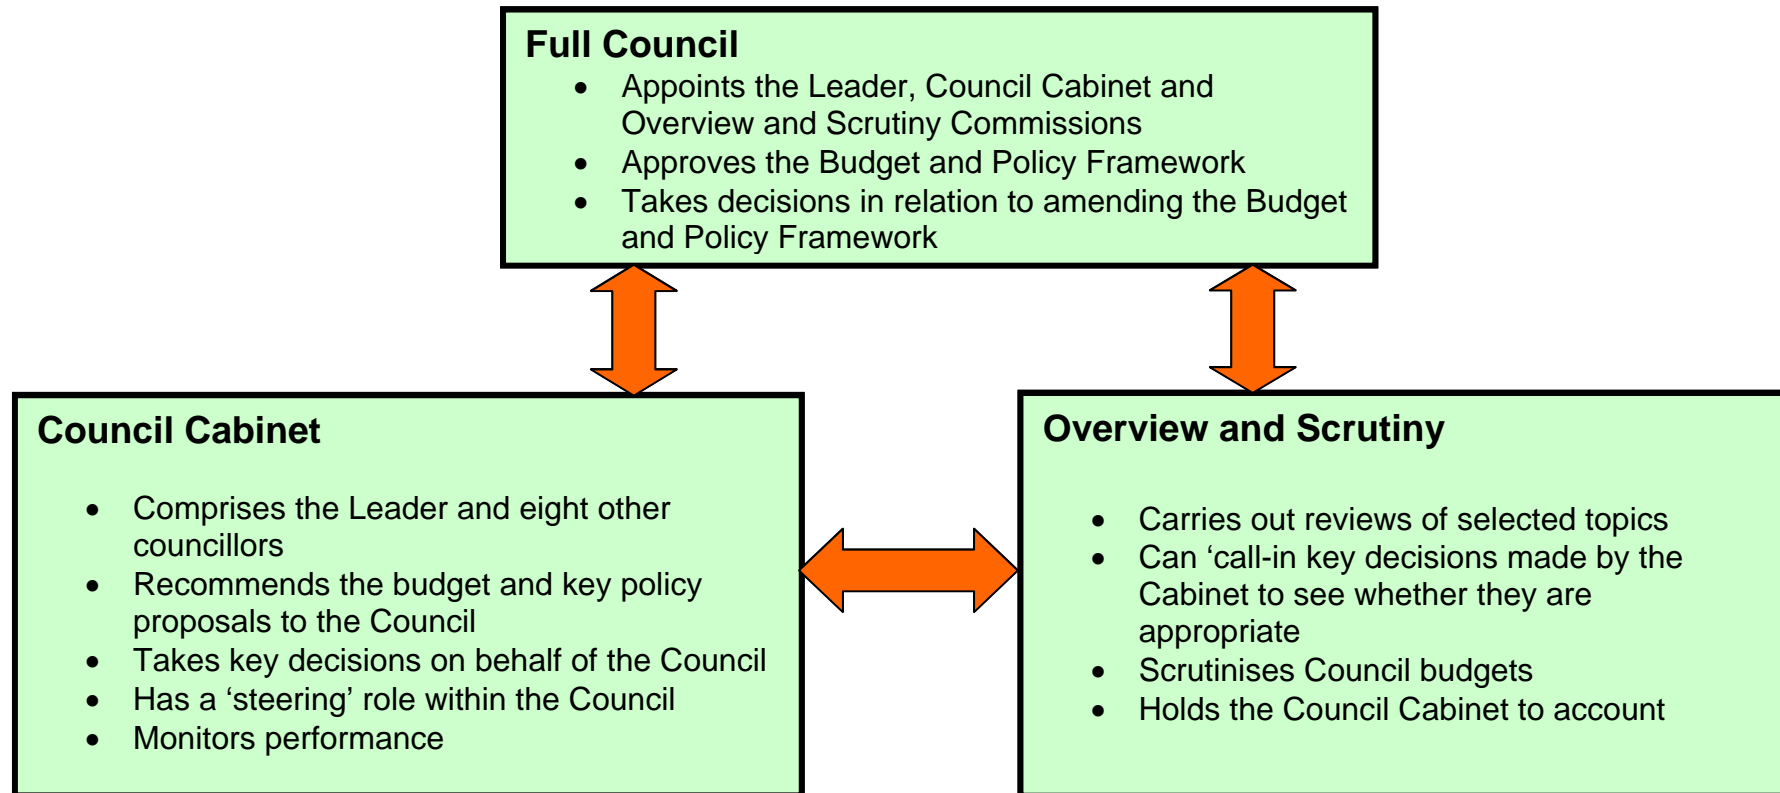 Full Council
• Appoints the Leader, Council Cabinet and
Overview and Scrutiny Commissions
• Approves the Budget and Policy Framework
• Takes decisions in relation to amending the Budget
and Policy Framework
Council Cabinet
• Comprises the Leader and eight other
councillors
• Recommends the budget and key policy
proposals to the Council
• Takes key decisions on behalf of the Council
• Has a ‘steering’ role within the Council
• Monitors performance
Overview and Scrutiny
• Carries out reviews of selected topics
• Can ‘call-in key decisions made by the
Cabinet to see whether they are
appropriate
• Scrutinises Council budgets
• Holds the Council Cabinet to account